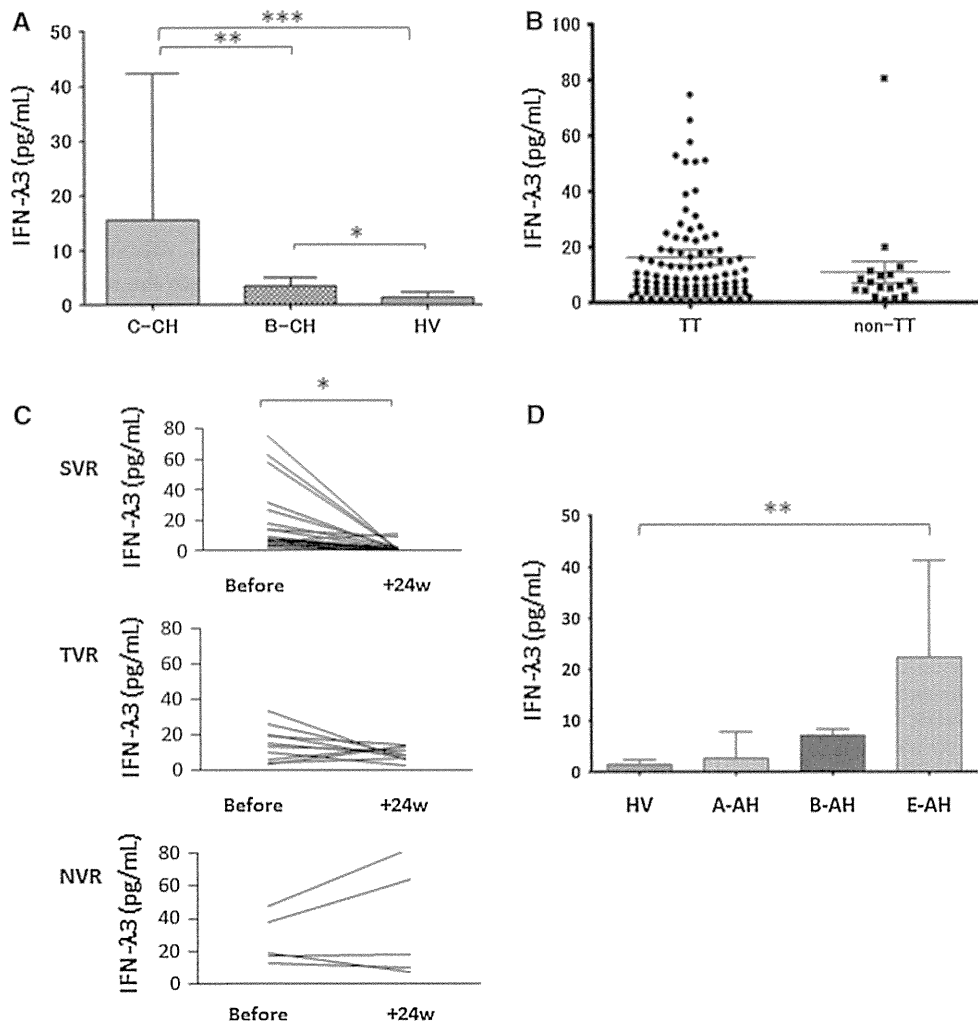 A
***
**
*
IFN-λ3 (pg/mL)
50
40
30
20
10
0
C-CH B-CH HV
B
IFN-λ3 (pg/mL)
100
80
60
40
20
0
TT non-TT
C
*
SVR
IFN-λ3 (pg/mL)
80
60
40
20
0
Before +24w
TVR
IFN-λ3 (pg/mL)
80
60
40
20
0
Before +24w
NVR
IFN-λ3 (pg/mL)
80
60
40
20
0
Before +24w
D
**
IFN-λ3 (pg/mL)
50
40
30
20
10
0
HV A-AH B-AH E-AH